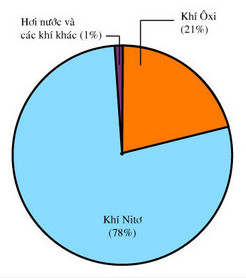 Hơi nước và
các khí khác (1%)
Khí Ôxi
(21%)
Khí Nitơ
(78%)